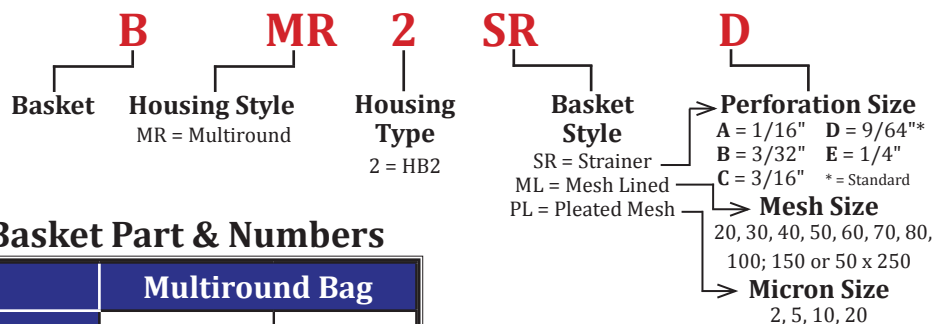 B MR 2 SR D
Basket
Housing Style
MR = Multiround
Housing
Type
2 = HB2
Basket
Style
SR = Strainer
ML = Mesh Lined
PL = Pleated Mesh
Perforation Size
A = 1/16" D = 9/64"*
B = 3/32" E = 1/4"
C = 3/16" * = Standard
Mesh Size
20, 30, 40, 50, 60, 70, 80,
100; 150 or 50 x 250
Micron Size
2, 5, 10, 20
Basket Part & Numbers
Multiround Bag